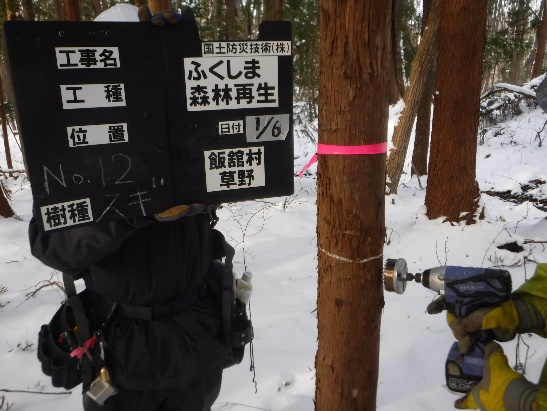 国土防災技術(株)
工事名
ふくしま
森林再生
工種
日付 1/6
位置
飯舘村
草野
No.12
樹種 スギ